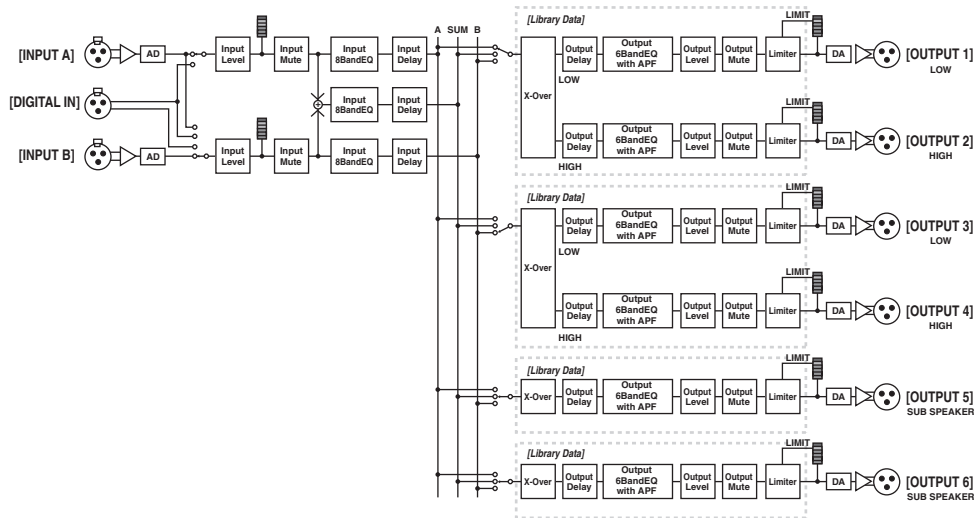 [INPUT A]
AD
Input Level
Input Mute
Input 8BandEQ
Input Delay
[DIGITAL IN]
Input 8BandEQ
Input Delay
[INPUT B]
AD
Input Level
Input Mute
Input 8BandEQ
Input Delay
A SUM B
[Library Data]
X-Over
LOW
Output Delay
Output 6BandEQ with APF
Output Level
Output Mute
Limiter
LIMIT
DA
[OUTPUT 1]
LOW
HIGH
Output Delay
Output 6BandEQ with APF
Output Level
Output Mute
Limiter
LIMIT
DA
[OUTPUT 2]
HIGH
[Library Data]
X-Over
LOW
Output Delay
Output 6BandEQ with APF
Output Level
Output Mute
Limiter
LIMIT
DA
[OUTPUT 3]
LOW
HIGH
Output Delay
Output 6BandEQ with APF
Output Level
Output Mute
Limiter
LIMIT
DA
[OUTPUT 4]
HIGH
[Library Data]
X-Over
Output Delay
Output 6BandEQ with APF
Output Level
Output Mute
Limiter
LIMIT
DA
[OUTPUT 5]
SUB SPEAKER
[Library Data]
X-Over
Output Delay
Output 6BandEQ with APF
Output Level
Output Mute
Limiter
LIMIT
DA
[OUTPUT 6]
SUB SPEAKER